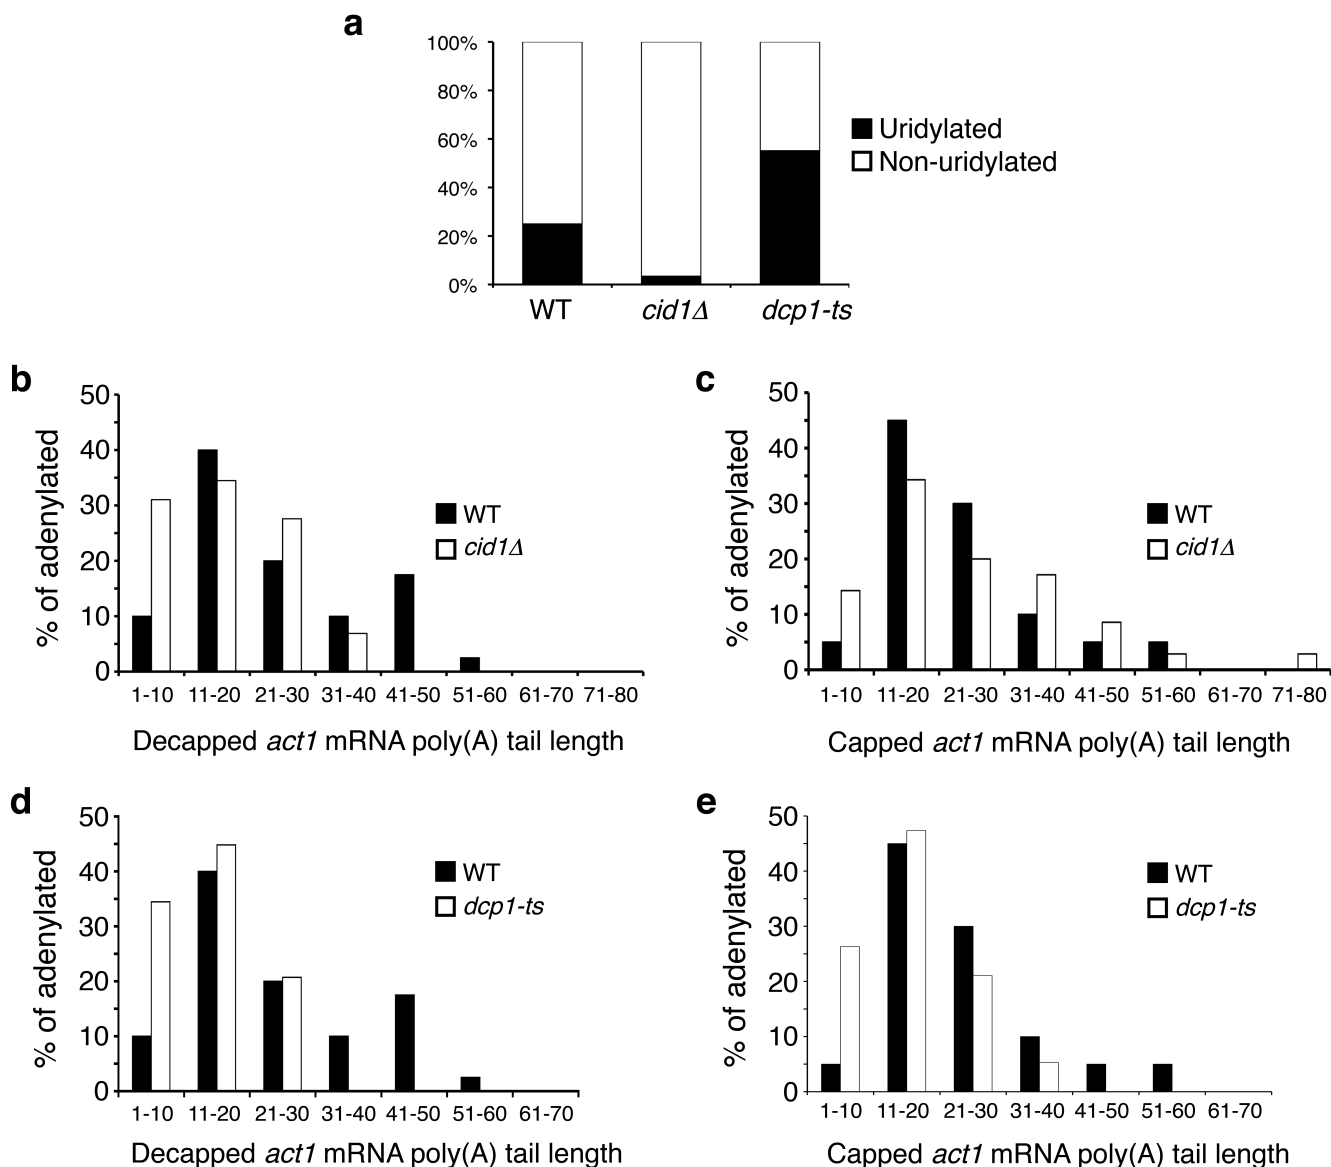 a
100%
80%
60%
40%
20%
0%
WT cid1Δ dcp1-ts
Uridylated
Non-uridylated
b
50
40
30
20
10
0
% of adenylated
WT
cid1Δ
1-10 11-20 21-30 31-40 41-50 51-60 61-70 71-80
Decapped act1 mRNA poly(A) tail length
c
50
40
30
20
10
0
% of adenylated
WT
cid1Δ
1-10 11-20 21-30 31-40 41-50 51-60 61-70 71-80
Capped act1 mRNA poly(A) tail length
d
50
40
30
20
10
0
% of adenylated
WT
dcp1-ts
1-10 11-20 21-30 31-40 41-50 51-60 61-70
Decapped act1 mRNA poly(A) tail length
e
50
40
30
20
10
0
% of adenylated
WT
dcp1-ts
1-10 11-20 21-30 31-40 41-50 51-60 61-70
Capped act1 mRNA poly(A) tail length